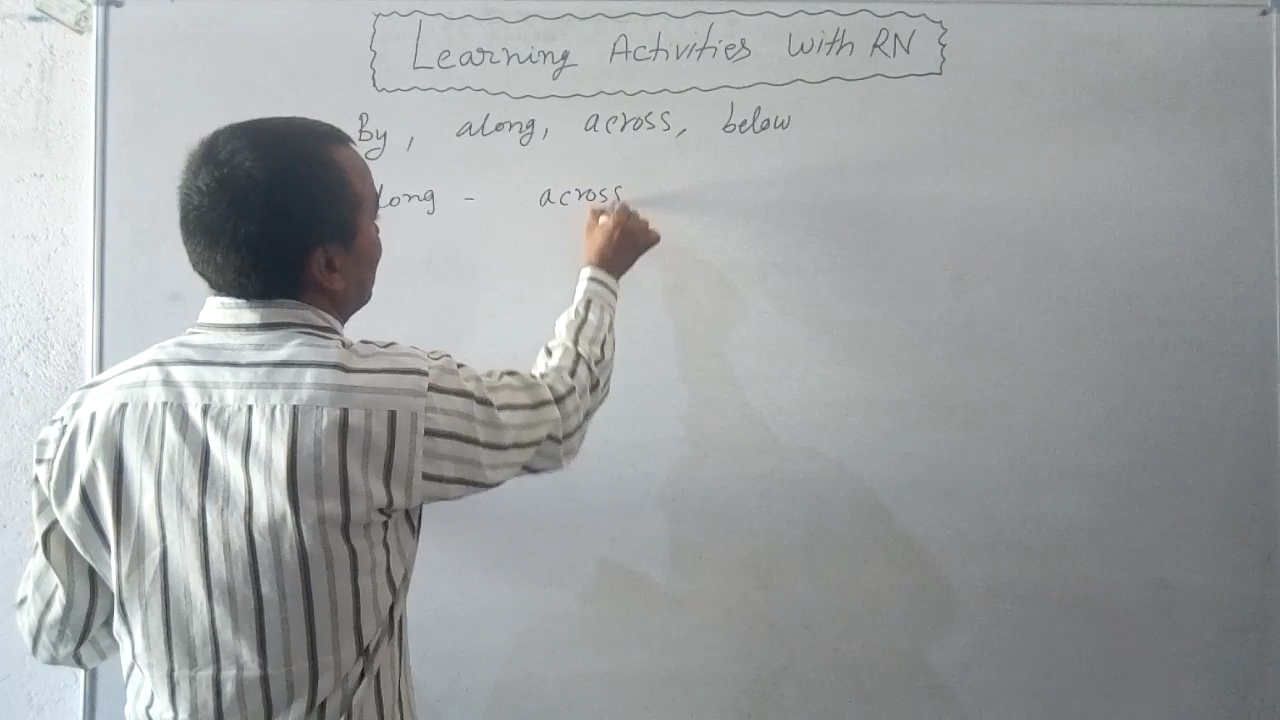 Learning Activities With RN
By, along, across, below
long - across